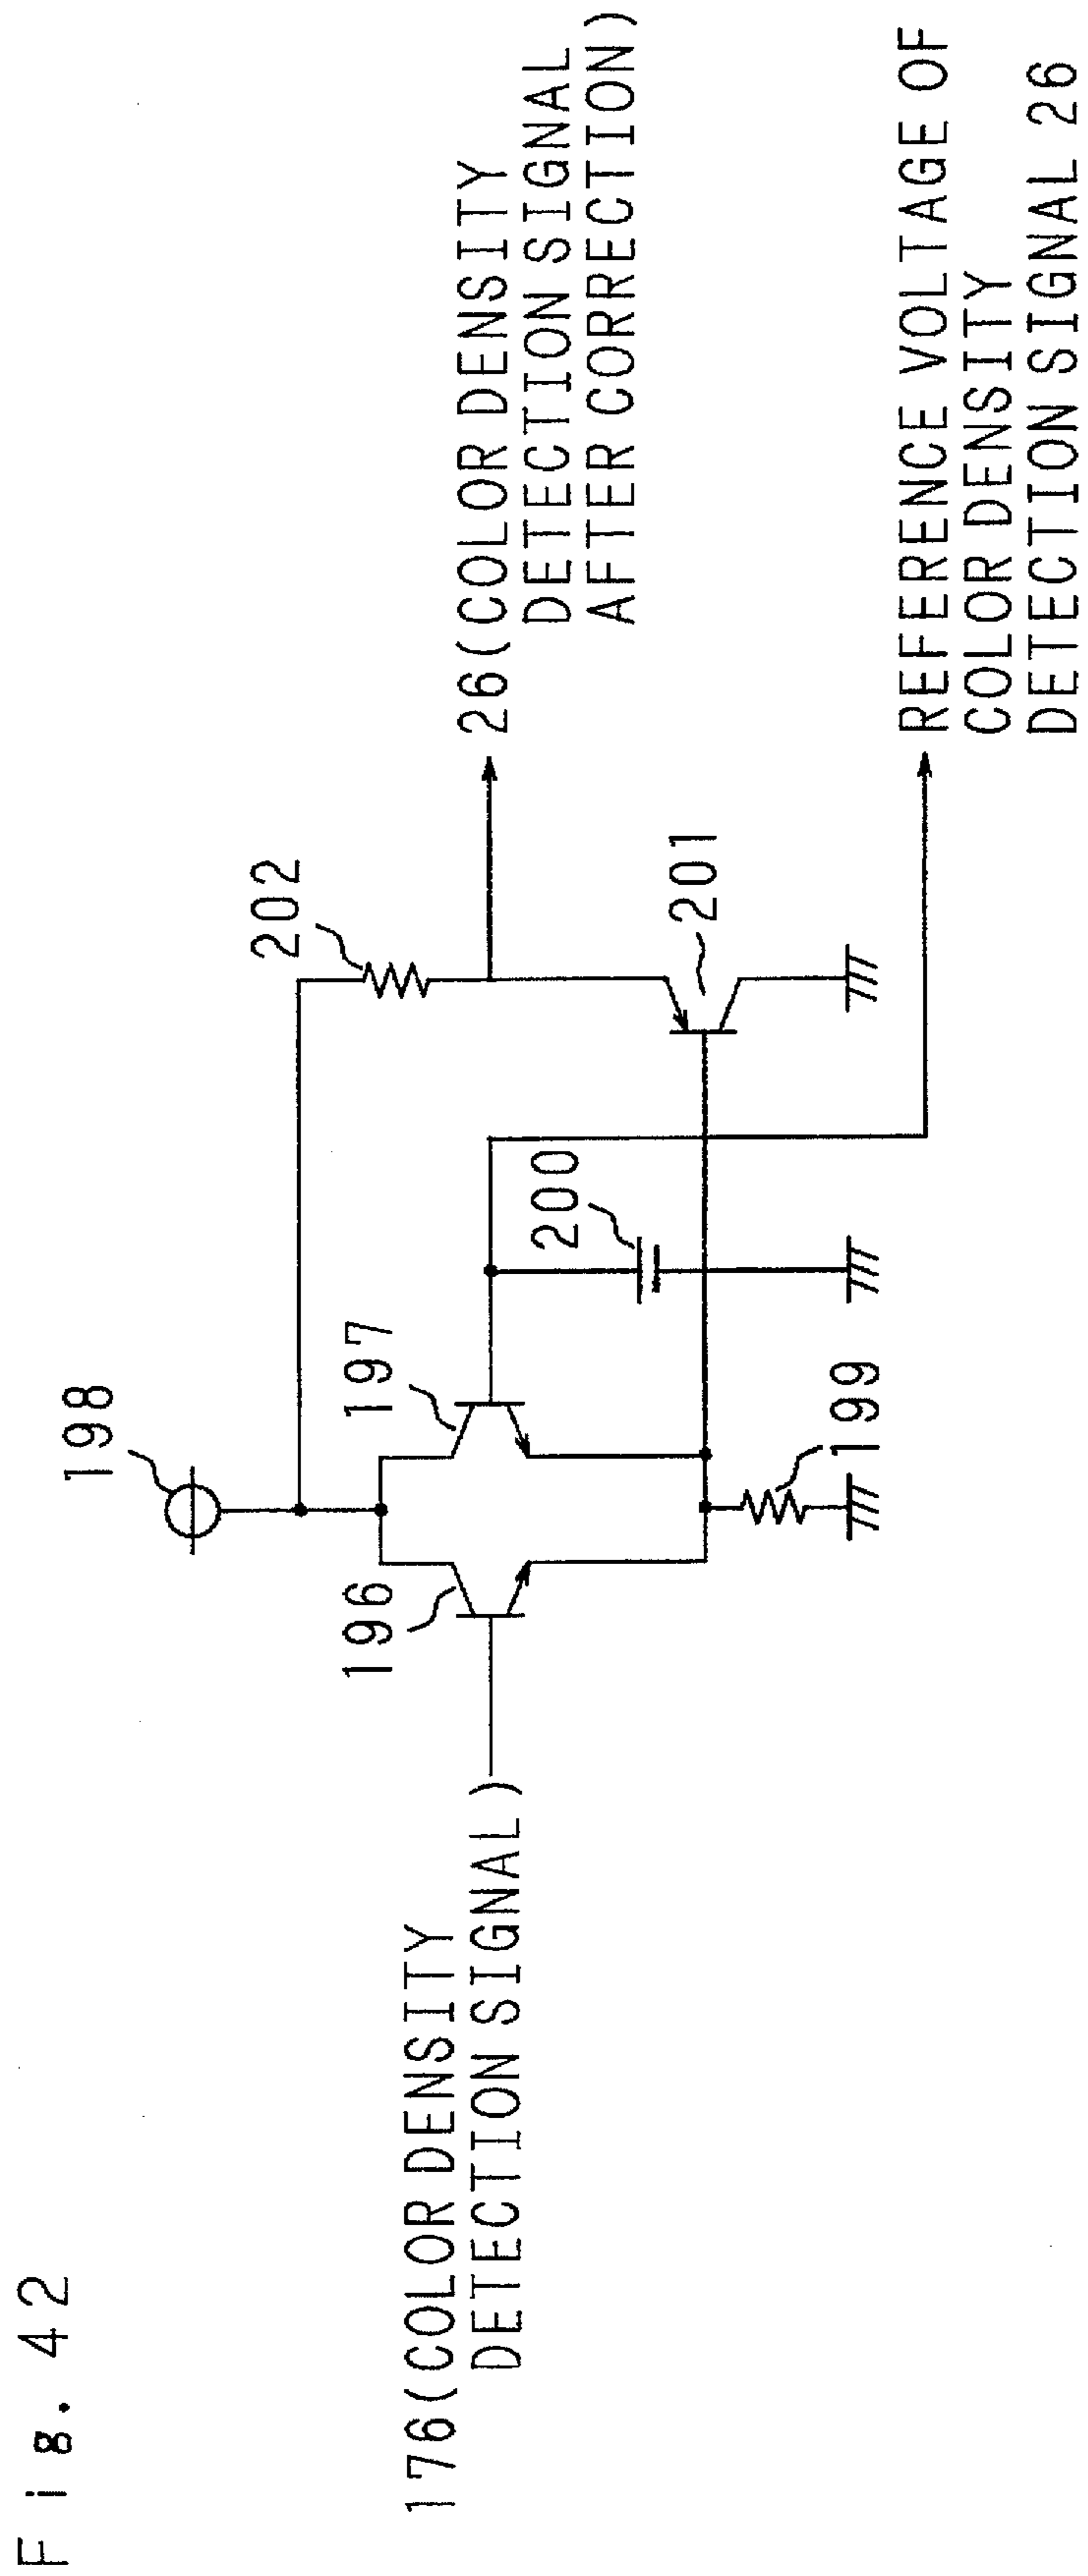 Fig. 42
176(COLOR DENSITY
DETECTION SIGNAL)
196
198
197
199
200
202
201
26(COLOR DENSITY
DETECTION SIGNAL
AFTER CORRECTION)
REFERENCE VOLTAGE OF
COLOR DENSITY
DETECTION SIGNAL 26